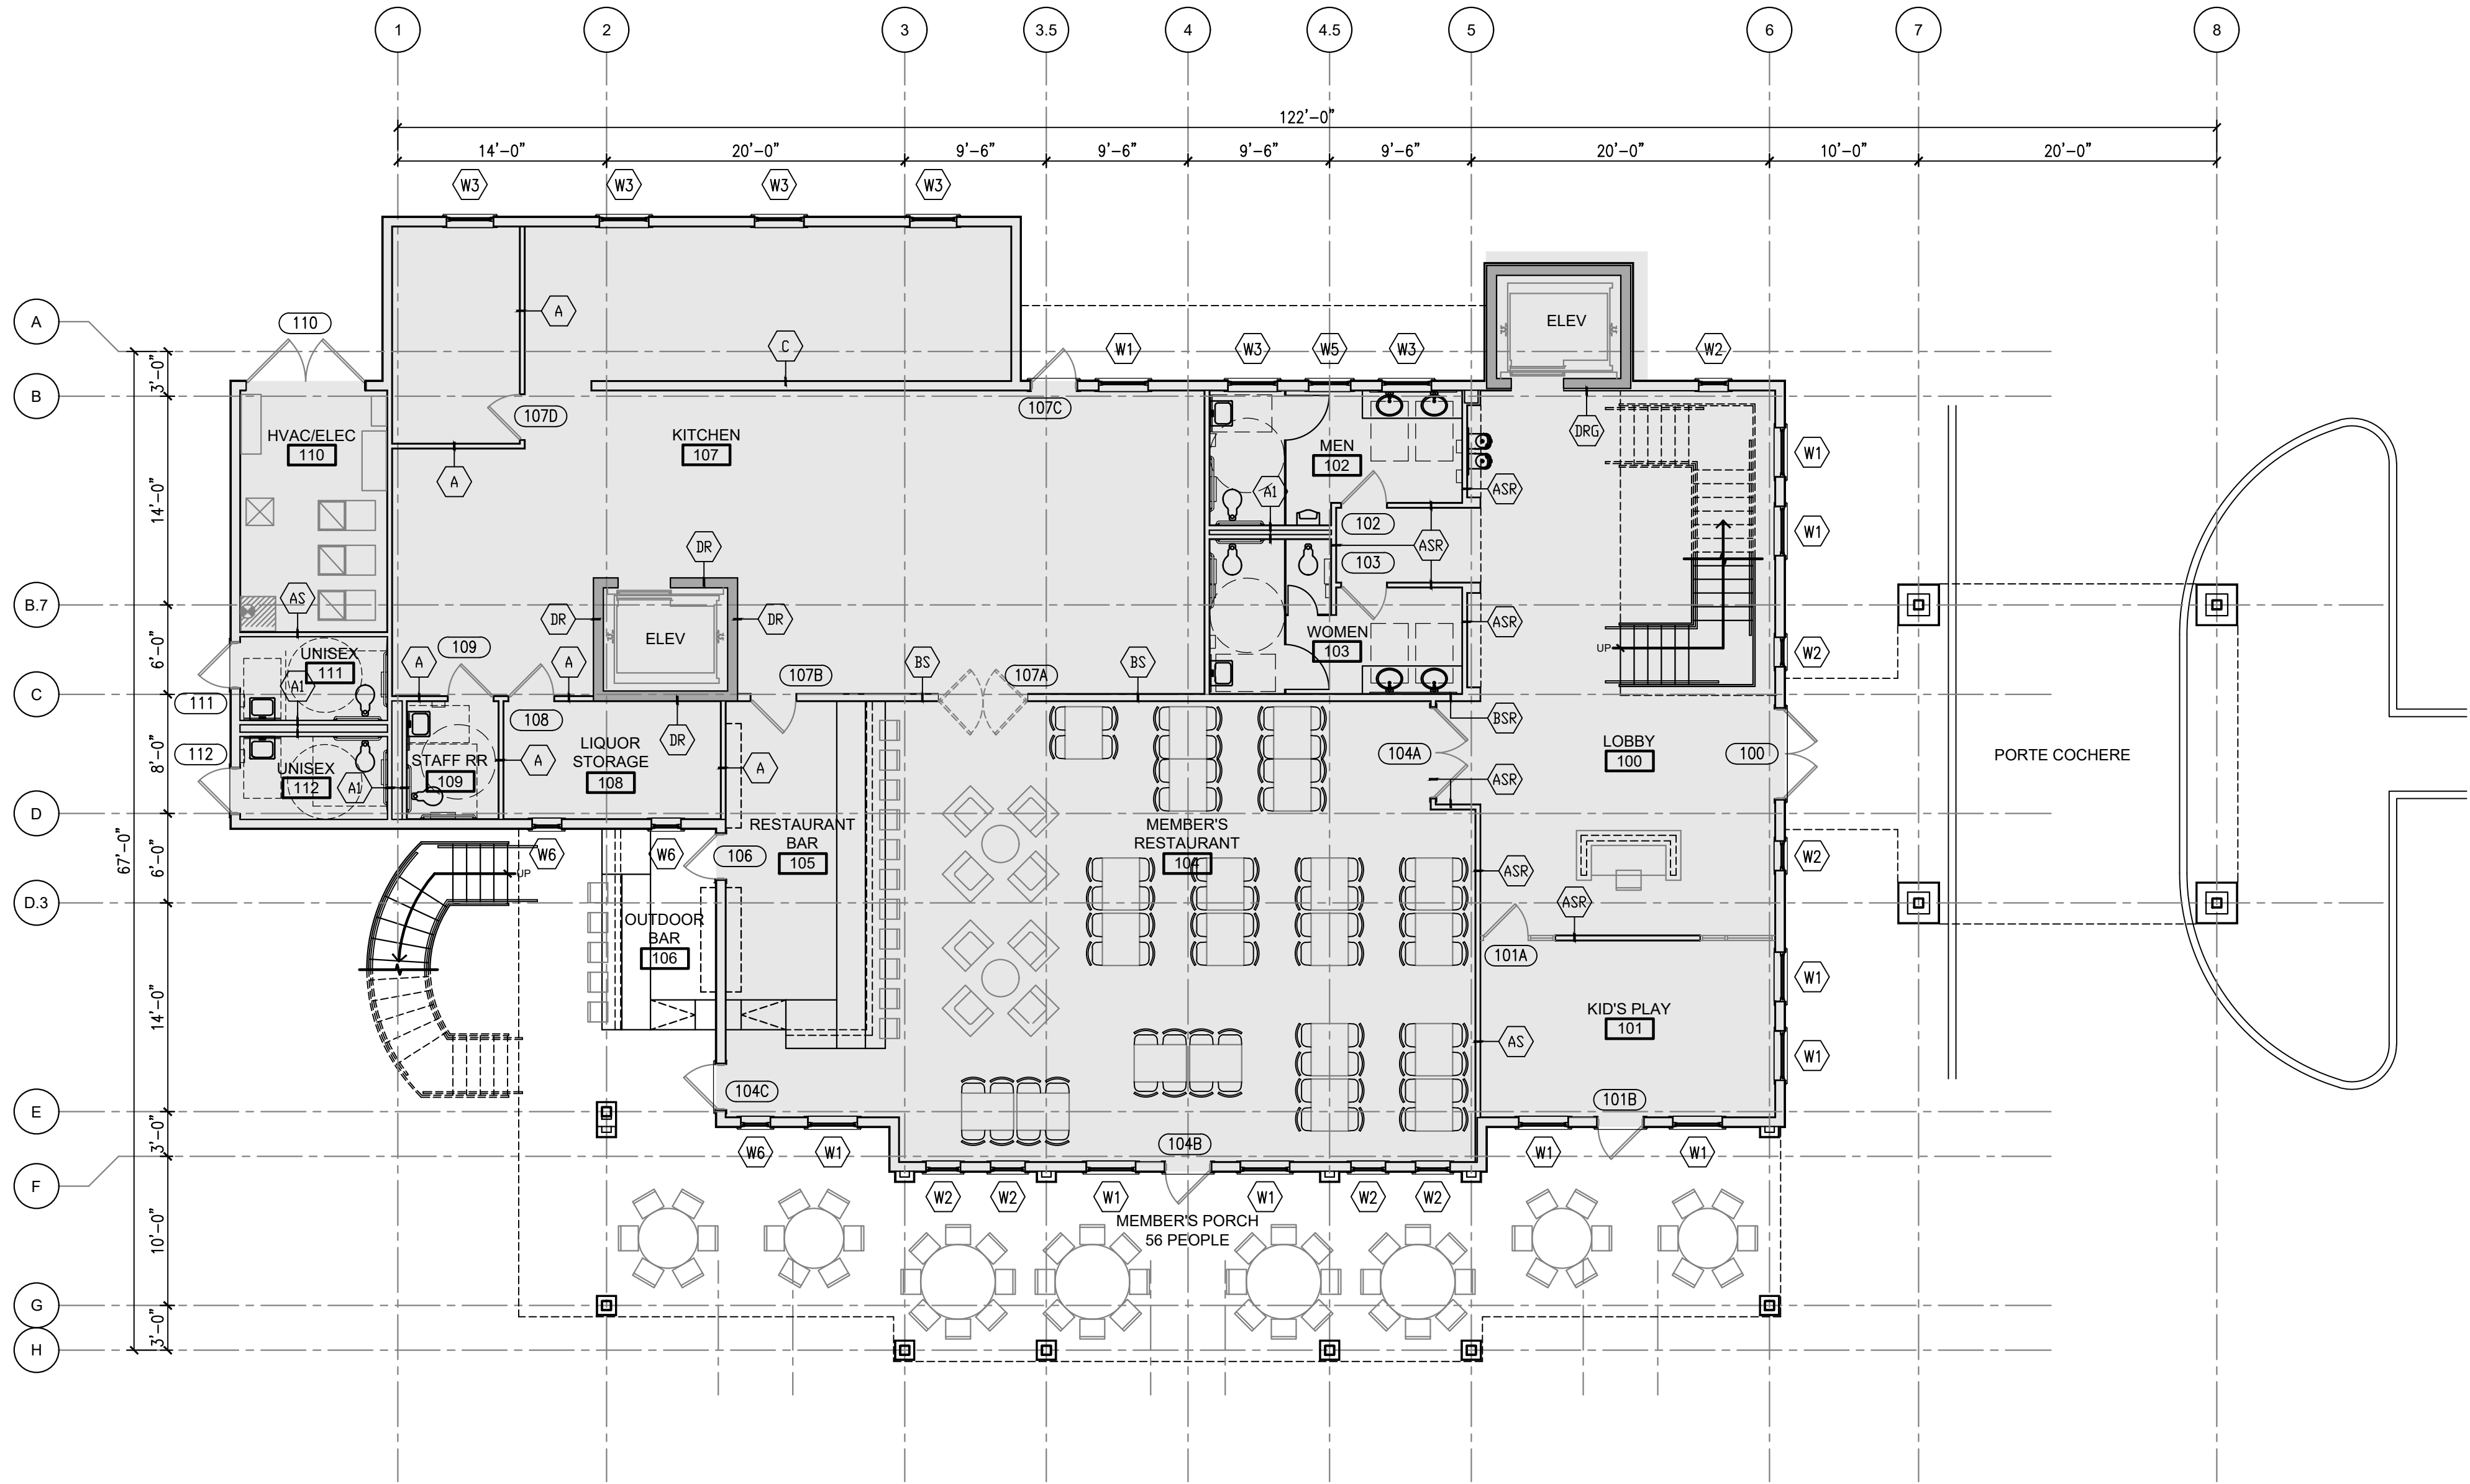 1
2
3
3.5
4
4.5
5
6
7
8
122'-0"
14'-0"
20'-0"
9'-6"
9'-6"
9'-6"
9'-6"
20'-0"
10'-0"
20'-0"
W3
W3
W3
W3
A
110
A
ELEV
C
W1
W3
W5
W3
W2
3'-0"
B
107D
107C
HVAC/ELEC
110
KITCHEN
107
MEN
102
DRG
W1
A
A1
ASR
14'-0"
102
W1
DR
ASR
103
AS
B.7
DR
DR
ELEV
ASR
WOMEN
103
6'-0"
109
UNISEX
111
A
A
BS
BS
UP
W2
107B
107A
A1
C
111
108
BSR
DR
LIQUOR
STORAGE
108
LOBBY
100
104A
100
PORTE COCHERE
112
8'-0"
STAFF RR
109
A
A
UNISEX
112
A1
ASR
D
RESTAURANT
BAR
105
MEMBER'S
RESTAURANT
104
67'-0"
6'-0"
W6
W6
106
W2
UP
ASR
D.3
ASR
OUTDOOR
BAR
106
101A
W1
14'-0"
KID'S PLAY
101
AS
W1
104C
101B
E
3'-0"
104B
W6
W1
W1
W1
F
W2
W2
W1
W1
W2
W2
MEMBER'S PORCH
56 PEOPLE
10'-0"
G
3'-0"
H